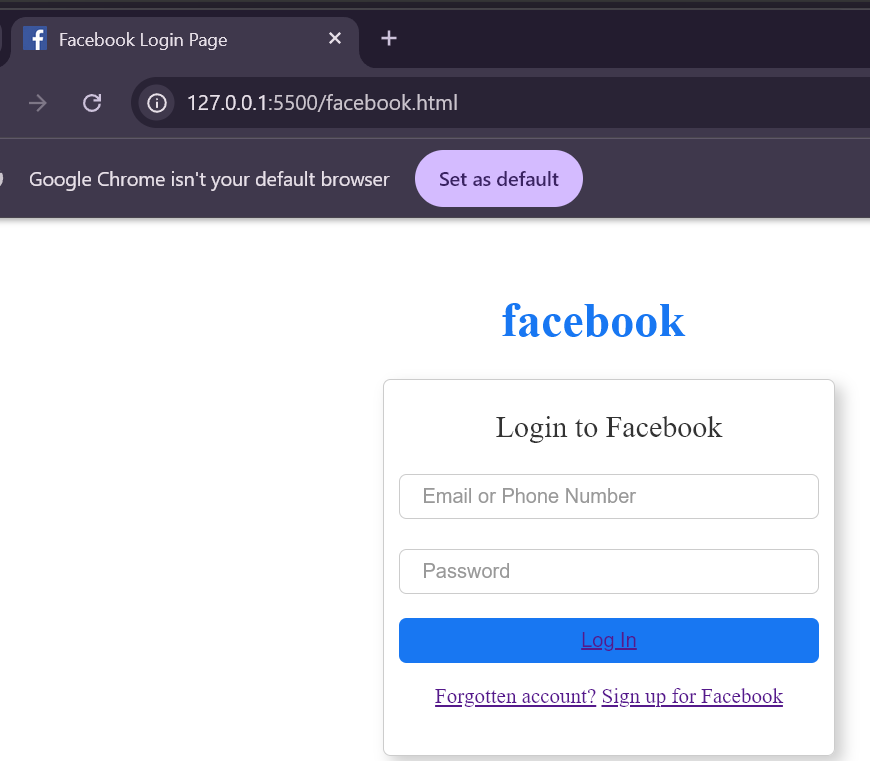 Facebook Login Page
127.0.0.1:5500/facebook.html
Google Chrome isn't your default browser Set as default
facebook
Login to Facebook
Email or Phone Number
Password
Log In
Forgotten account? Sign up for Facebook